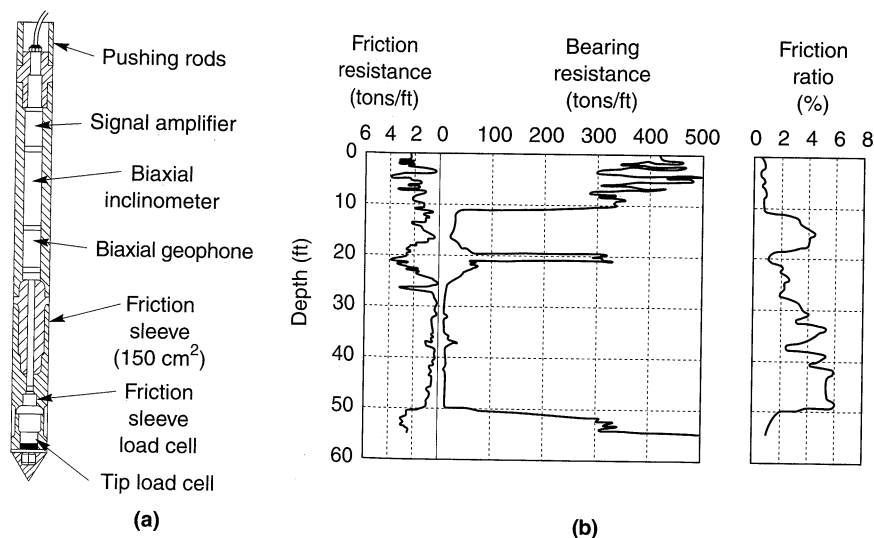 Pushing rods
Signal amplifier
Biaxial
inclinometer
Biaxial geophone
Friction
sleeve
(150 cm²)
Friction
sleeve
load cell
Tip load cell
(a)
Friction
resistance
(tons/ft)
Bearing
resistance
(tons/ft)
Friction
ratio
(%)
6 4 2 0 100 200 300 400 500
0 2 4 6 8
0
10
20
30
40
50
60
Depth (ft)
(b)